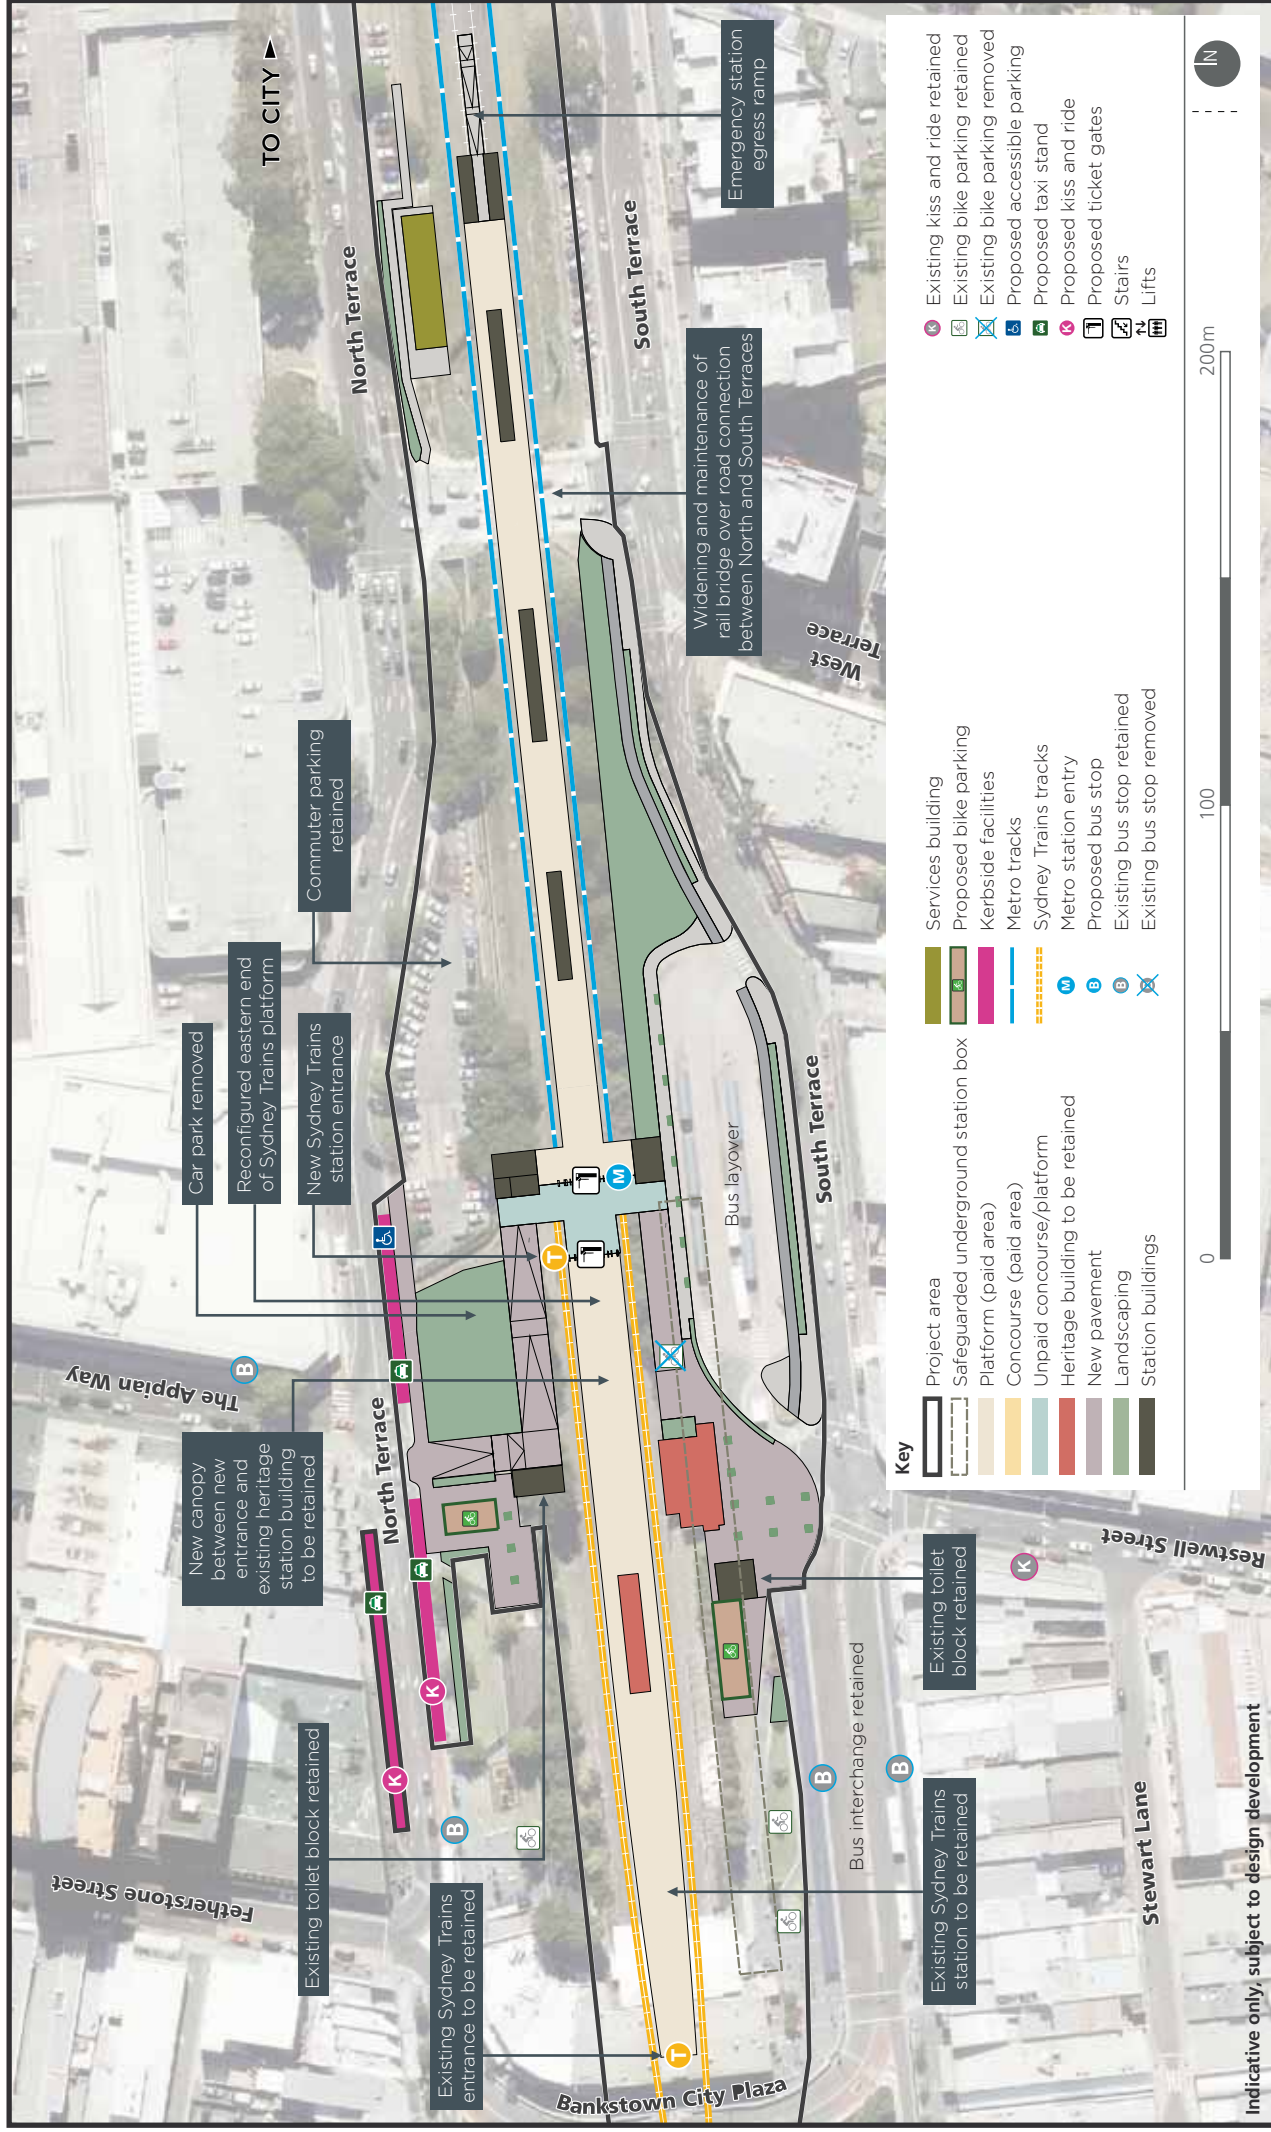 TO CITY
North Terrace
South Terrace
Emergency station
egress ramp
Widening and maintenance of
rail bridge over road connection
between North and South Terraces
West
Terrace
Commuter parking
retained
Car park removed
Reconfigured eastern end
of Sydney Trains platform
New Sydney Trains
station entrance
M
T
Bus layover
South Terrace
The Appian Way
B
North Terrace
New canopy
between new
entrance and
existing heritage
station building
to be retained
K
K
B
Existing toilet block retained
Fetherstone Street
Existing Sydney Trains
entrance to be retained
T
Bankstown City Plaza
Existing toilet
block retained
K
Restwell Street
Bus interchange retained
B
B
Existing Sydney Trains
station to be retained
Stewart Lane
Indicative only, subject to design development
Key
Project area
Safeguarded underground station box
Platform (paid area)
Concourse (paid area)
Unpaid concourse/platform
Heritage building to be retained
New pavement
Landscaping
Station buildings
Services building
Proposed bike parking
Kerbside facilities
Metro tracks
Sydney Trains tracks
M Metro station entry
B Proposed bus stop
B Existing bus stop retained
B Existing bus stop removed
K Existing kiss and ride retained
Existing bike parking retained
Existing bike parking removed
Proposed accessible parking
Proposed taxi stand
K Proposed kiss and ride
Proposed ticket gates
Stairs
Lifts
0 100 200m
N